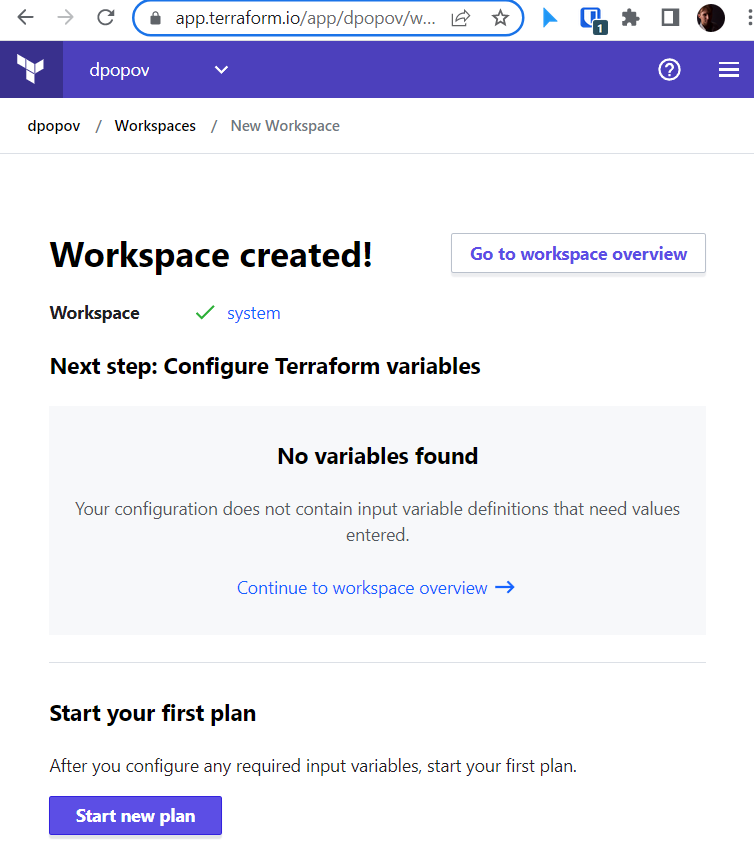 app.terraform.io/app/dpopov/w...
1
dpopov
dpopov / Workspaces / New Workspace
Workspace created!
Go to workspace overview
Workspace system
Next step: Configure Terraform variables
No variables found
Your configuration does not contain input variable definitions that need values
entered.
Continue to workspace overview →
Start your first plan
After you configure any required input variables, start your first plan.
Start new plan